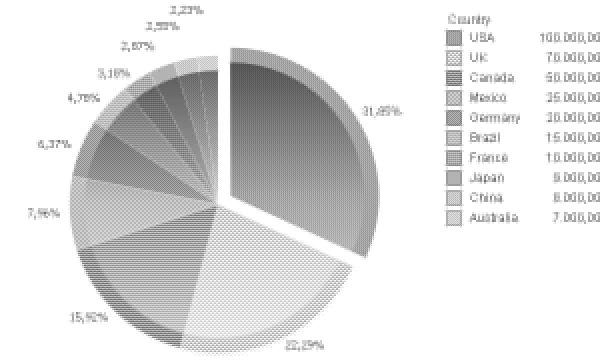 2,23%
2,55%
2,87%
3,18%
4,78%
6,37%
7,96%
15,92%
22,29%
31,85%
Country
USA 100.000,00
UK 70.000,00
Canada 50.000,00
Mexico 25.000,00
Germany 20.000,00
Brazil 15.000,00
France 10.000,00
Japan 9.000,00
China 8.000,00
Australia 7.000,00